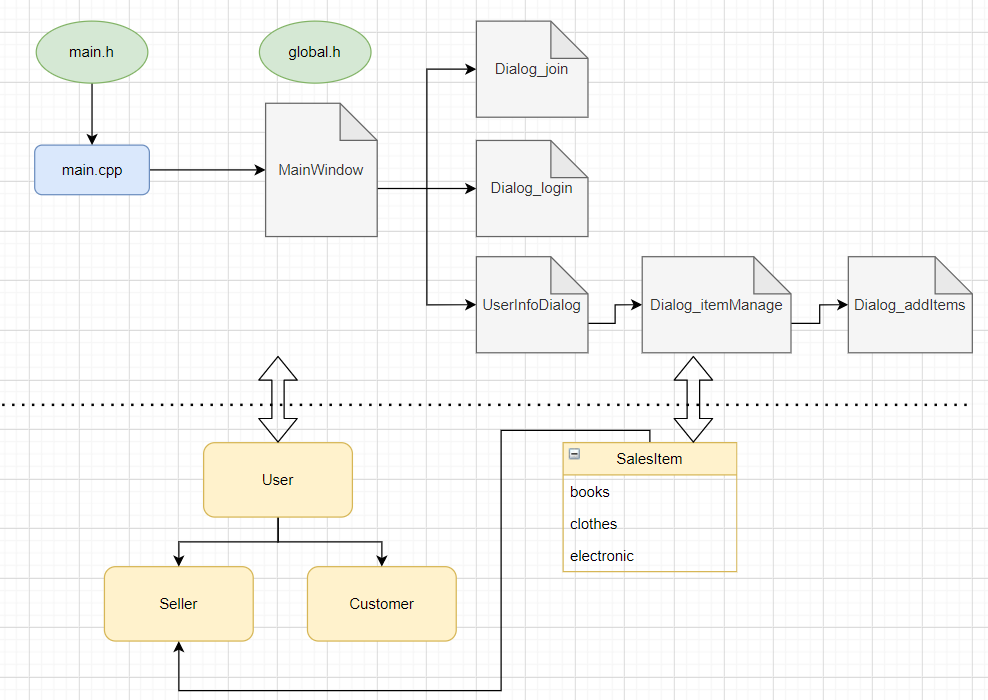 main.h
global.h
Dialog_join
main.cpp
MainWindow
Dialog_login
UserInfoDialog
Dialog_itemManage
Dialog_addItems
User
SalesItem
books
clothes
electronic
Seller
Customer